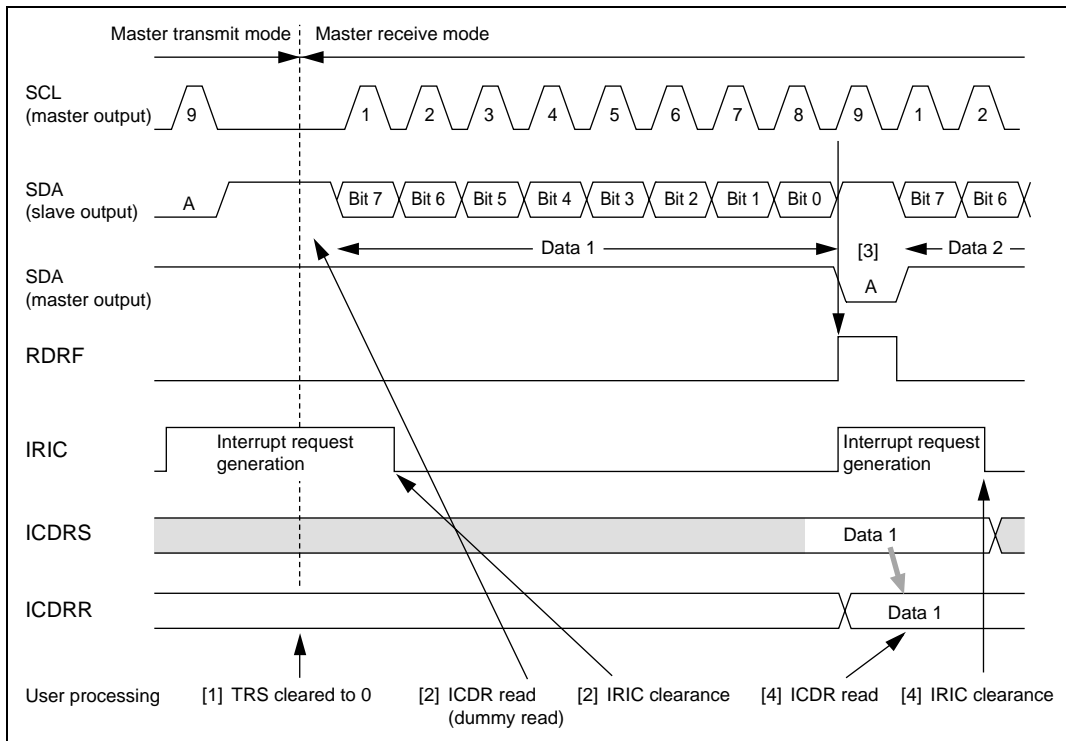 Master transmit mode Master receive mode
SCL
(master output)
9 1 2 3 4 5 6 7 8 9 1 2
SDA
(slave output)
A Bit 7 Bit 6 Bit 5 Bit 4 Bit 3 Bit 2 Bit 1 Bit 0 Bit 7 Bit 6
Data 1 [3] Data 2
SDA
(master output)
A
RDRF
IRIC
Interrupt request
generation
Interrupt request
generation
ICDRS
Data 1
ICDRR
Data 1
User processing [1] TRS cleared to 0 [2] ICDR read
(dummy read)
[2] IRIC clearance [4] ICDR read [4] IRIC clearance